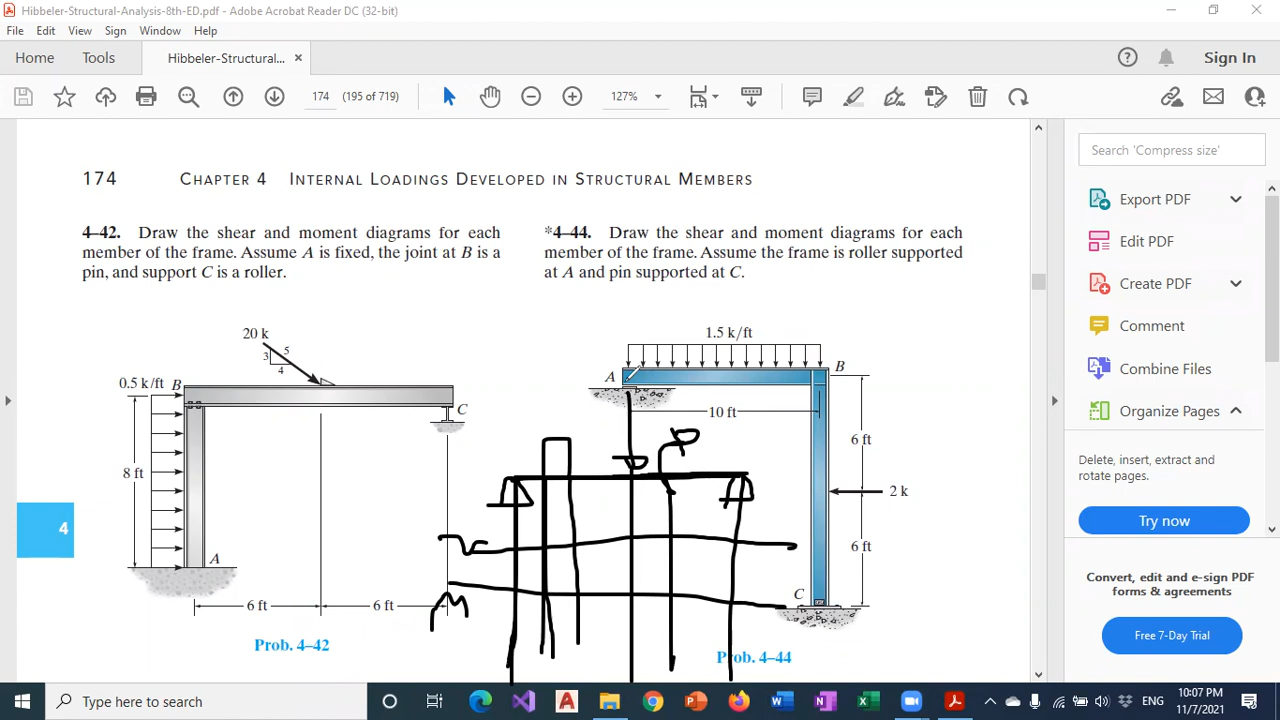 Hibbeler-Structural-Analysis-8th-ED.pdf - Adobe Acrobat Reader DC (32-bit)
File Edit View Sign Window Help
Home Tools Hibbeler-Structural... × Sign In
174 (195 of 719) 127%
174 CHAPTER 4 INTERNAL LOADINGS DEVELOPED IN STRUCTURAL MEMBERS
4–42. Draw the shear and moment diagrams for each
member of the frame. Assume A is fixed, the joint at B is a
pin, and support C is a roller.
20 k
3 5
4
0.5 k/ft B
C
8 ft
A
6 ft 6 ft
Prob. 4–42
*4–44. Draw the shear and moment diagrams for each
member of the frame. Assume the frame is roller supported
at A and pin supported at C.
1.5 k/ft
A B
10 ft
6 ft
2 k
6 ft
C
Prob. 4–44
M
4
Search 'Compress size'
Export PDF
Edit PDF
Create PDF
Comment
Combine Files
Organize Pages
Delete, insert, extract and
restore pages.
Try now
Convert, edit and e-sign PDF
forms & agreements
Free 7-Day Trial
Type here to search
ENG
10:07 PM
11/7/2021